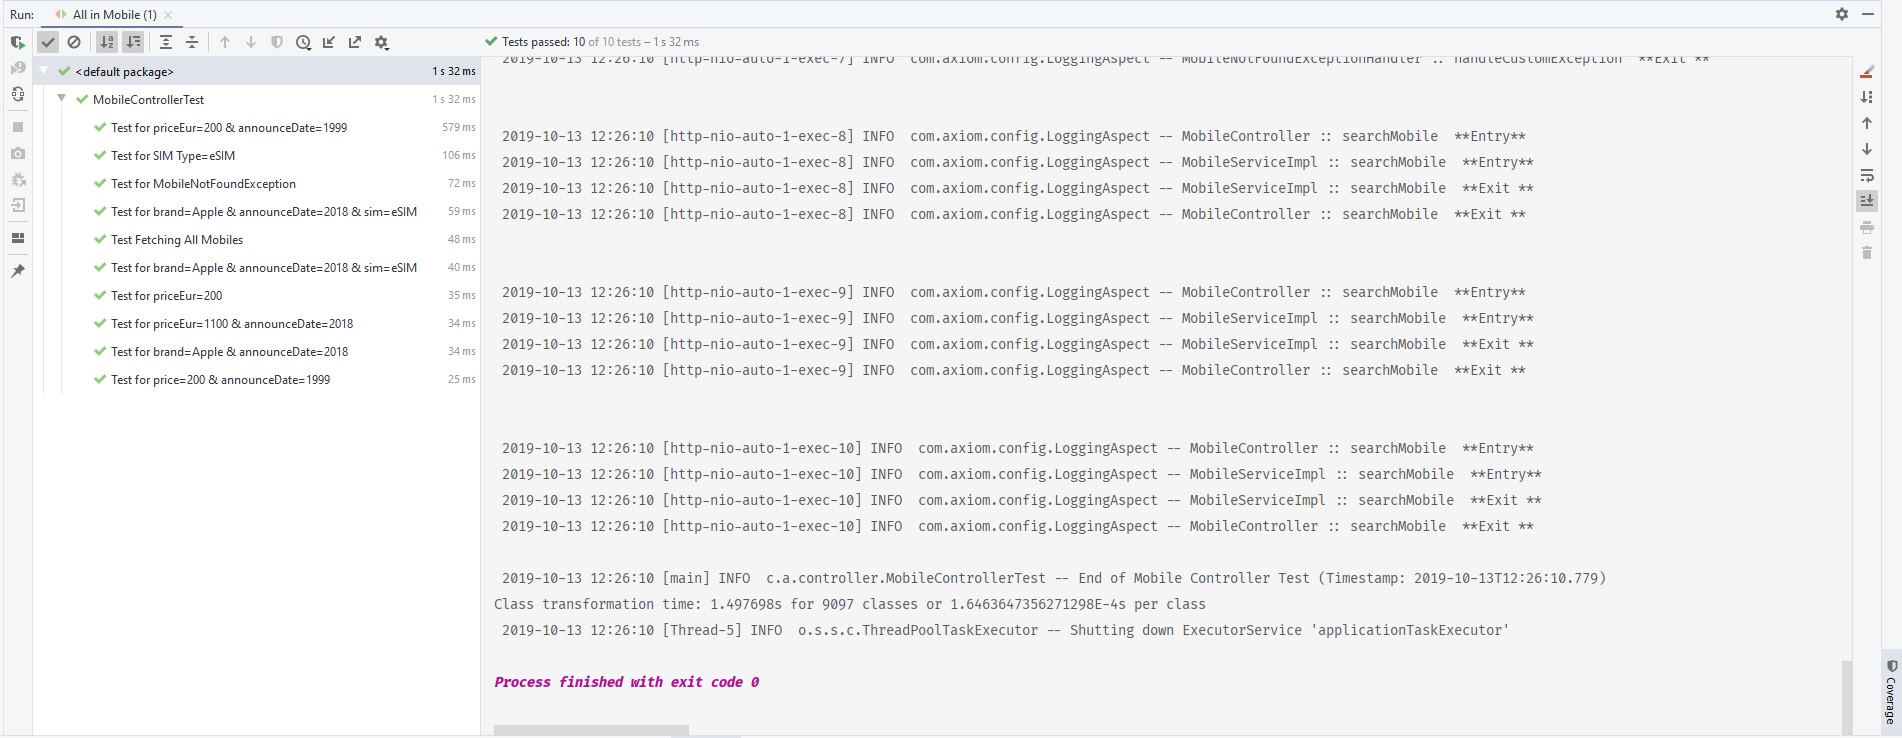 Run: All in Mobile (1)
Tests passed: 10 of 10 tests – 1 s 32 ms
<default package> 1 s 32 ms
MobileControllerTest 1 s 32 ms
Test for priceEur=200 & announceDate=1999 579 ms
Test for SIM Type=eSIM 106 ms
Test for MobileNotFoundException 72 ms
Test for brand=Apple & announceDate=2018 & sim=eSIM 59 ms
Test Fetching All Mobiles 48 ms
Test for brand=Apple & announceDate=2018 & sim=eSIM 40 ms
Test for priceEur=200 35 ms
Test for priceEur=1100 & announceDate=2018 34 ms
Test for brand=Apple & announceDate=2018 34 ms
Test for price=200 & announceDate=1999 25 ms
2019-10-13 12:26:10 [http-nio-auto-1-exec-7] INFO  com.axiom.config.LoggingAspect -- MobileNotFoundExceptionHandler :: handleCustomException  **Exit **
2019-10-13 12:26:10 [http-nio-auto-1-exec-8] INFO  com.axiom.config.LoggingAspect -- MobileController :: searchMobile  **Entry**
2019-10-13 12:26:10 [http-nio-auto-1-exec-8] INFO  com.axiom.config.LoggingAspect -- MobileServiceImpl :: searchMobile  **Entry**
2019-10-13 12:26:10 [http-nio-auto-1-exec-8] INFO  com.axiom.config.LoggingAspect -- MobileServiceImpl :: searchMobile  **Exit **
2019-10-13 12:26:10 [http-nio-auto-1-exec-8] INFO  com.axiom.config.LoggingAspect -- MobileController :: searchMobile  **Exit **
2019-10-13 12:26:10 [http-nio-auto-1-exec-9] INFO  com.axiom.config.LoggingAspect -- MobileController :: searchMobile  **Entry**
2019-10-13 12:26:10 [http-nio-auto-1-exec-9] INFO  com.axiom.config.LoggingAspect -- MobileServiceImpl :: searchMobile  **Entry**
2019-10-13 12:26:10 [http-nio-auto-1-exec-9] INFO  com.axiom.config.LoggingAspect -- MobileServiceImpl :: searchMobile  **Exit **
2019-10-13 12:26:10 [http-nio-auto-1-exec-9] INFO  com.axiom.config.LoggingAspect -- MobileController :: searchMobile  **Exit **
2019-10-13 12:26:10 [http-nio-auto-1-exec-10] INFO  com.axiom.config.LoggingAspect -- MobileController :: searchMobile  **Entry**
2019-10-13 12:26:10 [http-nio-auto-1-exec-10] INFO  com.axiom.config.LoggingAspect -- MobileServiceImpl :: searchMobile  **Entry**
2019-10-13 12:26:10 [http-nio-auto-1-exec-10] INFO  com.axiom.config.LoggingAspect -- MobileServiceImpl :: searchMobile  **Exit **
2019-10-13 12:26:10 [http-nio-auto-1-exec-10] INFO  com.axiom.config.LoggingAspect -- MobileController :: searchMobile  **Exit **
2019-10-13 12:26:10 [main] INFO  c.a.controller.MobileControllerTest -- End of Mobile Controller Test (Timestamp: 2019-10-13T12:26:10.779)
Class transformation time: 1.497698s for 9097 classes or 1.6463647356271298E-4s per class
2019-10-13 12:26:10 [Thread-5] INFO  o.s.s.c.ThreadPoolTaskExecutor -- Shutting down ExecutorService 'applicationTaskExecutor'
Process finished with exit code 0
Coverage